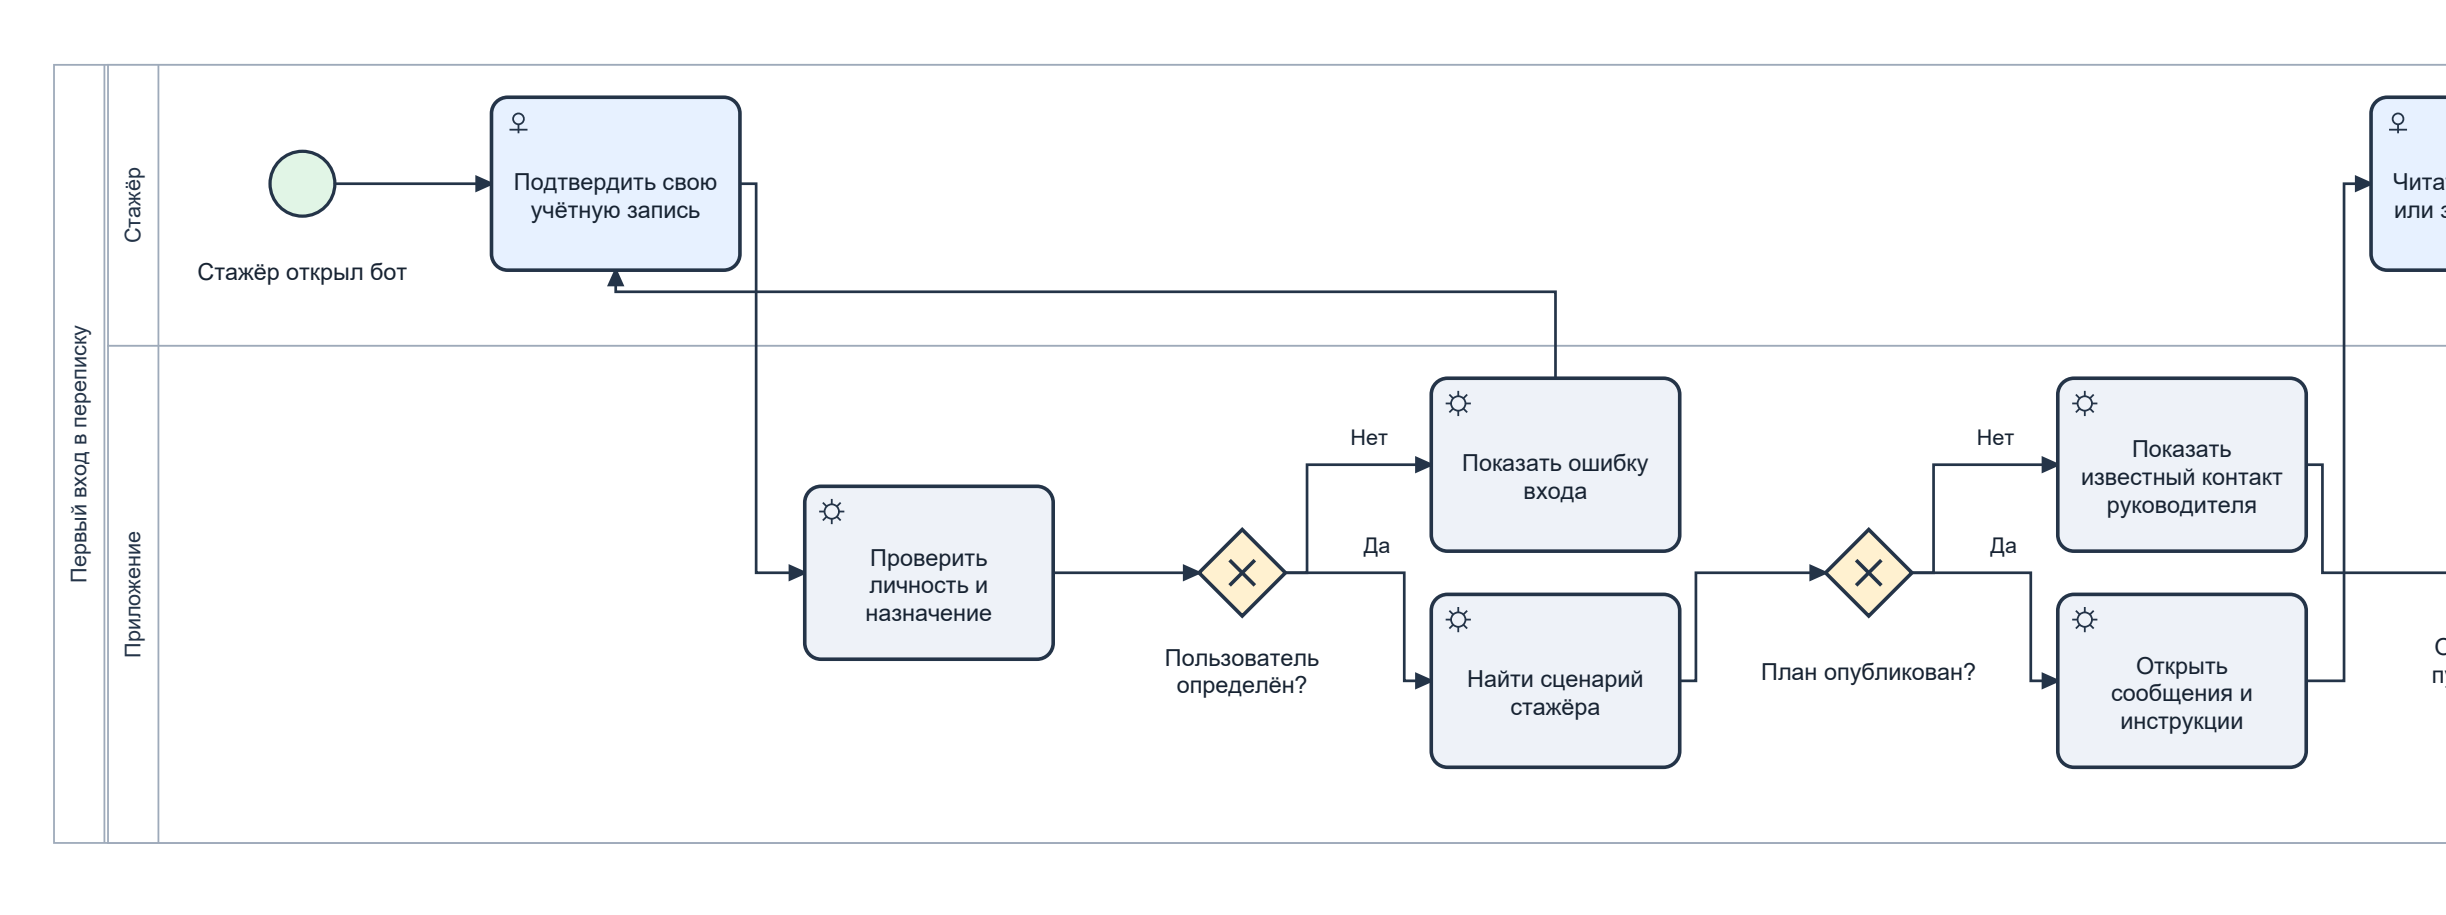 Первый вход в переписку
Стажёр
Приложение
Стажёр открыл бот
Подтвердить свою
учётную запись
Проверить
личность и
назначение
Пользователь
определён?
Нет
Да
Показать ошибку
входа
Найти сценарий
стажёра
План опубликован?
Нет
Да
Показать
известный контакт
руководителя
Открыть
сообщения и
инструкции
или